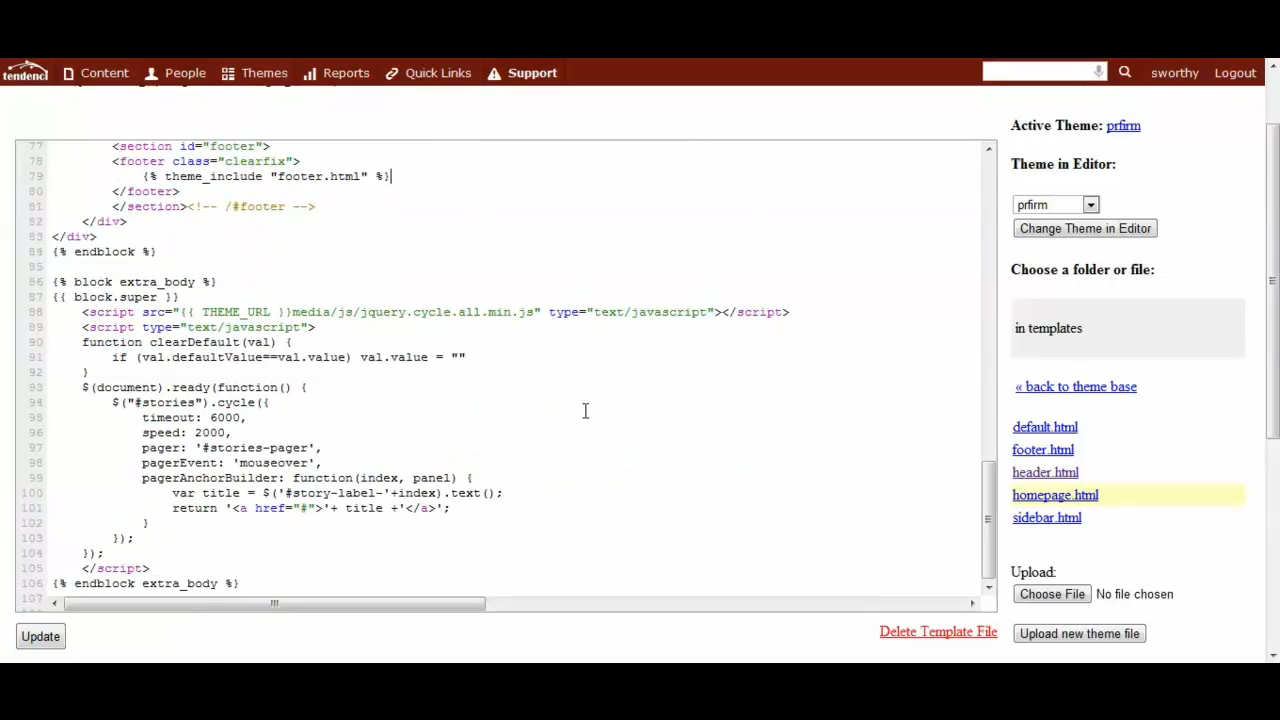 tendenci Content People Themes Reports Quick Links Support sworthy Logout
77 <section id="footer">
78 <footer class="clearfix">
79 {% theme_include "footer.html" %}
80 </footer>
81 </section><!-- /#footer -->
82 </div>
83 </div>
84 {% endblock %}
85
86 {% block extra_body %}
87 {{ block.super }}
88 <script src="{{ THEME_URL }}media/js/jquery.cycle.all.min.js" type="text/javascript"></script>
89 <script type="text/javascript">
90 function clearDefault(val) {
91 if (val.defaultValue==val.value) val.value = ""
92 }
93 $(document).ready(function() {
94 $("#stories").cycle({
95 timeout: 6000,
96 speed: 2000,
97 pager: '#stories-pager',
98 pagerEvent: 'mouseover',
99 pagerAnchorBuilder: function(index, panel) {
100 var title = $('#story-label-'+index).text();
101 return '<a href="#">'+ title +'</a>';
102 }
103 });
104 });
105 </script>
106 {% endblock extra_body %}
107
Update
Delete Template File
Active Theme: prfirm
Theme in Editor:
prfirm
Change Theme in Editor
Choose a folder or file:
in templates
« back to theme base
default.html
footer.html
header.html
homepage.html
sidebar.html
Upload:
Choose File No file chosen
Upload new theme file